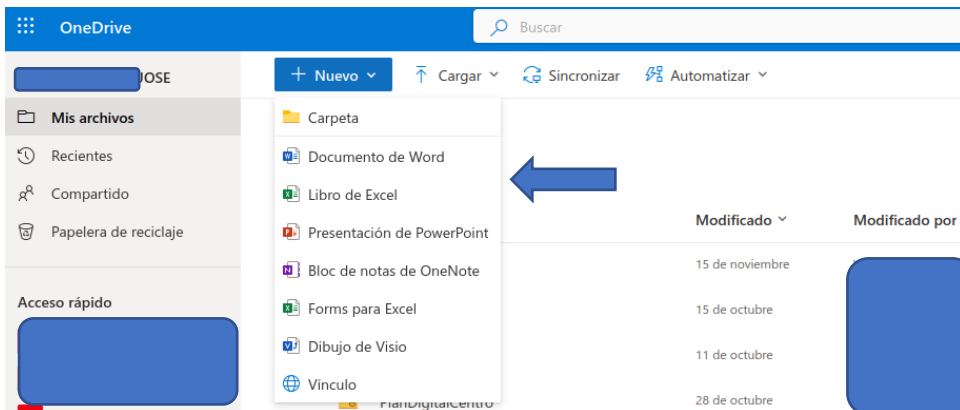 OneDrive
Buscar
JOSE
Nuevo
Cargar
Sincronizar
Automatizar
Mis archivos
Recientes
Compartido
Papelera de reciclaje
Acceso rápido
Carpeta
Documento de Word
Libro de Excel
Presentación de PowerPoint
Bloc de notas de OneNote
Forms para Excel
Dibujo de Visio
Vínculo
PlanDigitalCentro
Modificado
Modificado por
15 de noviembre
15 de octubre
11 de octubre
28 de octubre